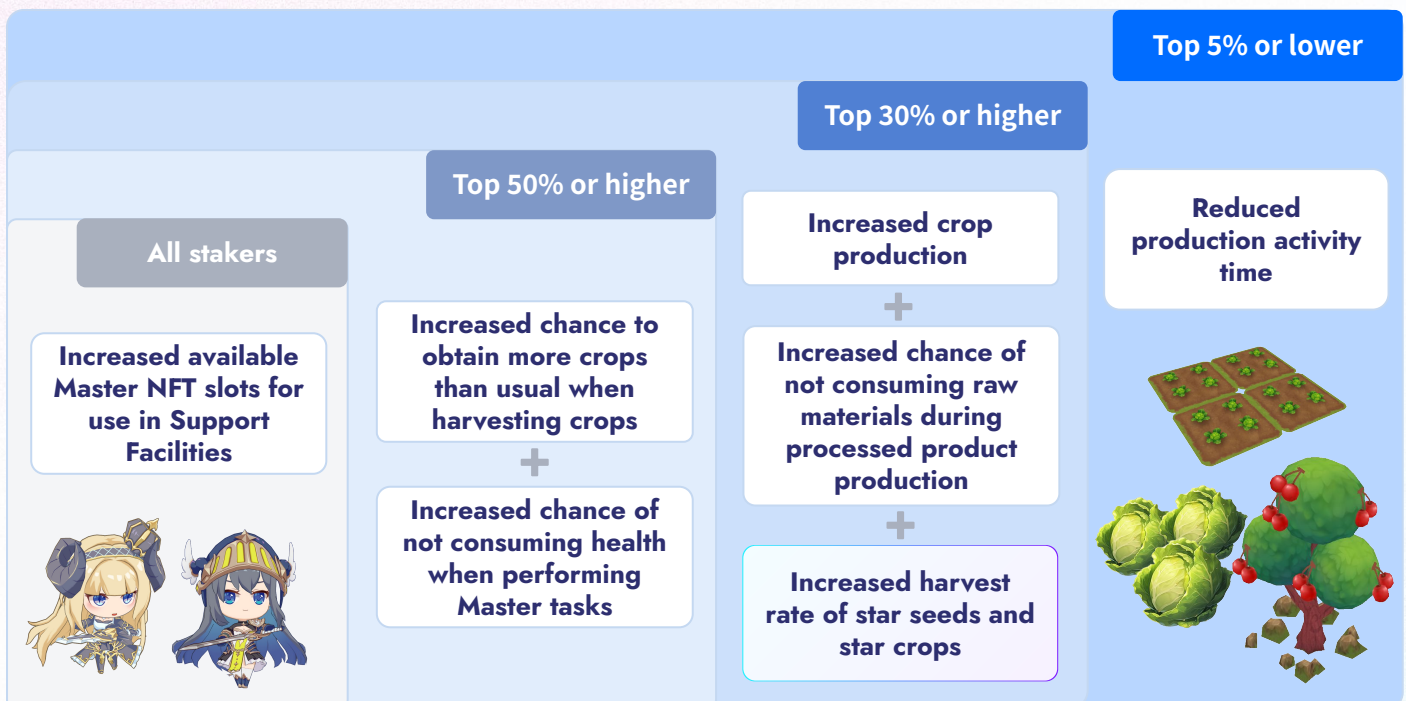 Top 5% or lower
Top 30% or higher
Top 50% or higher
All stakers
Increased available
Master NFT slots for
use in Support
Facilities
Increased chance to
obtain more crops
than usual when
harvesting crops
+
Increased chance of
not consuming health
when performing
Master tasks
Increased crop
production
+
Increased chance of
not consuming raw
materials during
processed product
production
+
Increased harvest
rate of star seeds and
star crops
Reduced
production activity
time